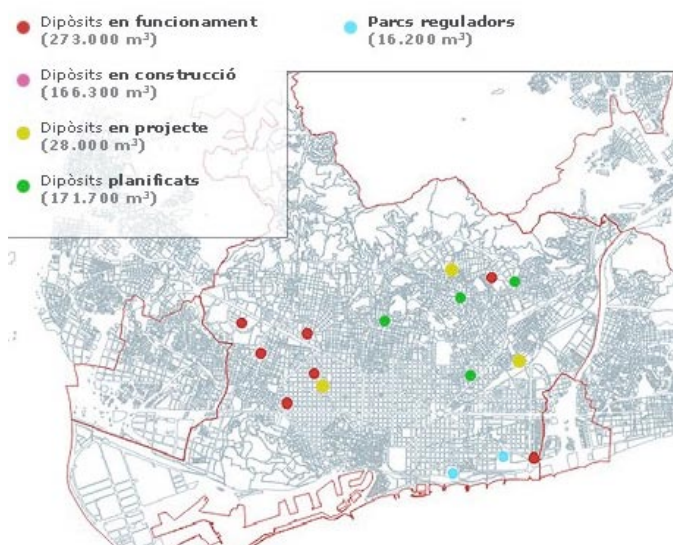 Dipòsits en funcionament
(273.000 m³)
Dipòsits en construcció
(166.300 m³)
Dipòsits en projecte
(28.000 m³)
Dipòsits planificats
(171.700 m³)
Parcs reguladors
(16.200 m³)